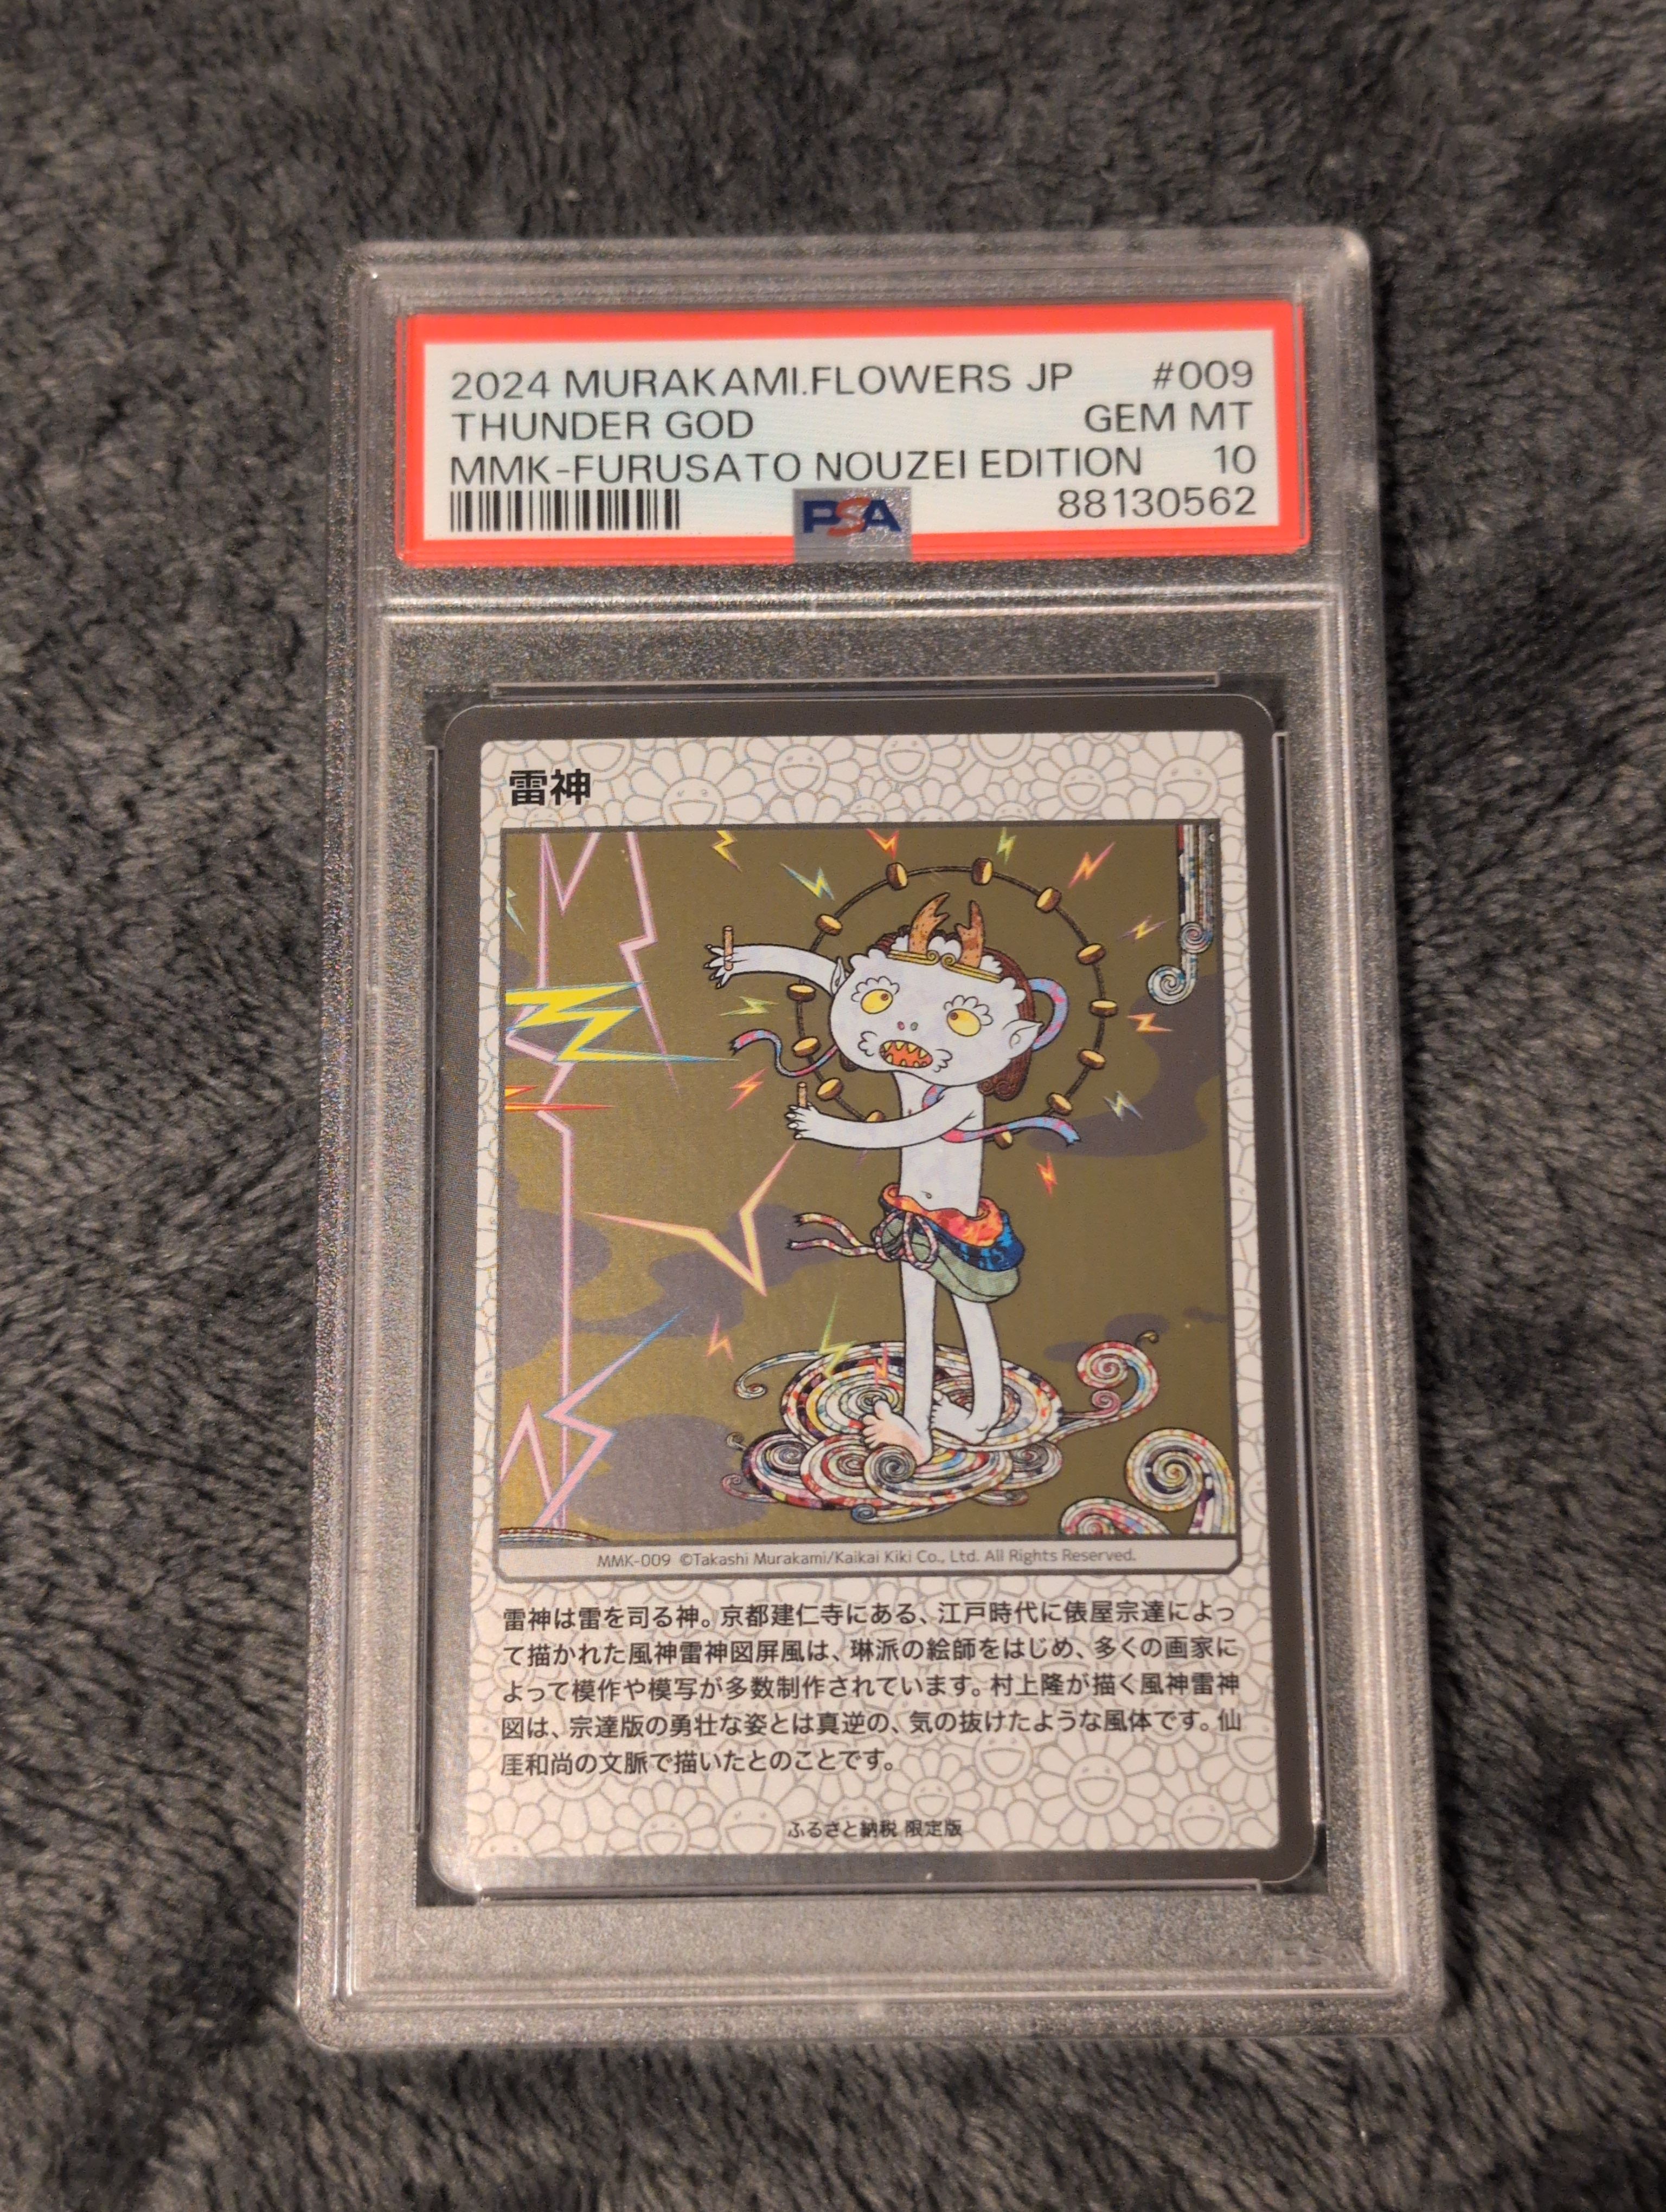 2024 MURAKAMI.FLOWERS JP #009
THUNDER GOD GEM MT
MMK-FURUSATO NOUZEI EDITION 10
PSA 88130562
雷神
MMK-009 ©Takashi Murakami/Kaikai Kiki Co., Ltd. All Rights Reserved.
雷神は雷を司る神。京都建仁寺にある、江戸時代に俵屋宗達によっ
て描かれた風神雷神図屏風は、琳派の絵師をはじめ、多くの画家に
よって模作や模写が多数制作されています。村上隆が描く風神雷神
図は、宗達版の勇壮な姿とは真逆の、気の抜けたような風体です。仙
厓和尚の文脈で描いたとのことです。
ふるさと納税 限定版